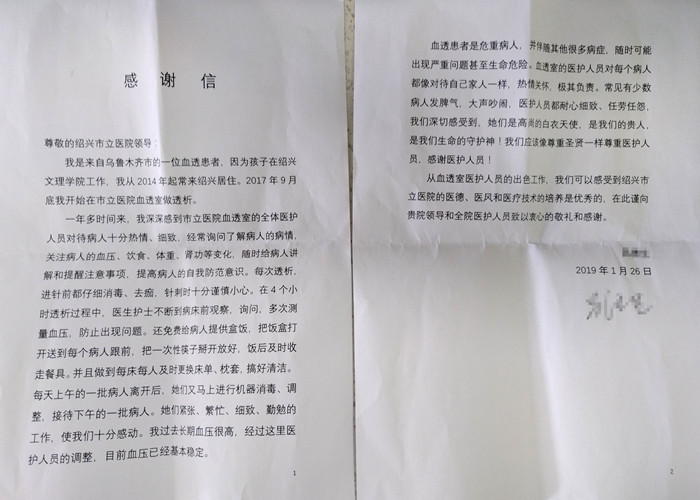 感谢信
尊敬的绍兴市立医院领导：
我是来自乌鲁木齐市的一位血透患者，因为孩子在绍兴
文理学院工作，我从 2014 年起常来绍兴居住。2017 年 9 月
底我开始在市立医院血透室做透析。
一年多时间来，我深深感到市立医院血透室的全体医护
人员对待病人十分热情、细致，经常询问了解病人的病情，
关注病人的血压、饮食、体重、肾功等变化，随时给病人讲
解和提醒注意事项，提高病人的自我防范意识。每次透析，
进针前都仔细消毒、去痂，针刺时十分谨慎小心。在 4 个小
时透析过程中，医生护士不断到病床前观察，询问，多次测
量血压，防止出现问题。还免费给病人提供盒饭，把饭盒打
开送到每个病人跟前，把一次性筷子掰开放好，饭后及时收
走餐具。并且做到每床每人及时更换床单、枕套，搞好清洁。
每天上午的一批病人离开后，她们又马上进行机器消毒、调
整，接待下午的一批病人。她们紧张、繁忙、细致、勤勉的
工作，使我们十分感动。我过去长期血压很高，经过这里医
护人员的调整，目前血压已经基本稳定。
1
血透患者是危重病人，并伴随其他很多病症，随时可能
出现严重问题甚至生命危险。血透室的医护人员对每个病人
都像对待自己家人一样，热情关怀，极其负责。常见有少数
病人发脾气，大声吵闹，医护人员都耐心细致、任劳任怨，
我们深切感受到，她们是高尚的白衣天使，是我们的贵人，
是我们生命的守护神！我们应该像尊重圣贤一样尊重医护人
员，感谢医护人员！
从血透室医护人员的出色工作，我们可以感受到绍兴市
立医院的医德、医风和医疗技术的培养是优秀的，在此谨向
贵院领导和全院医护人员致以衷心的敬礼和感谢。
2019 年 1 月 26 日
2